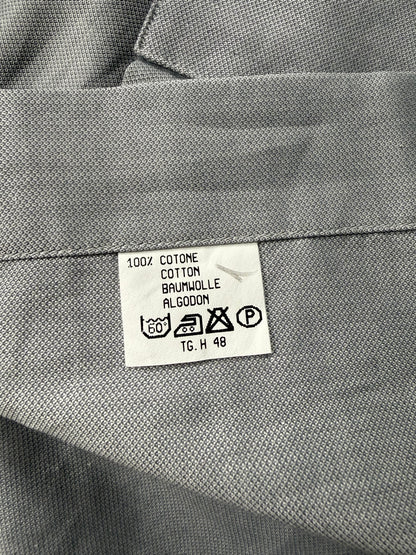 100% COTONE
COTTON
BAUMWOLLE
ALGODON
60° P
TG. H 48